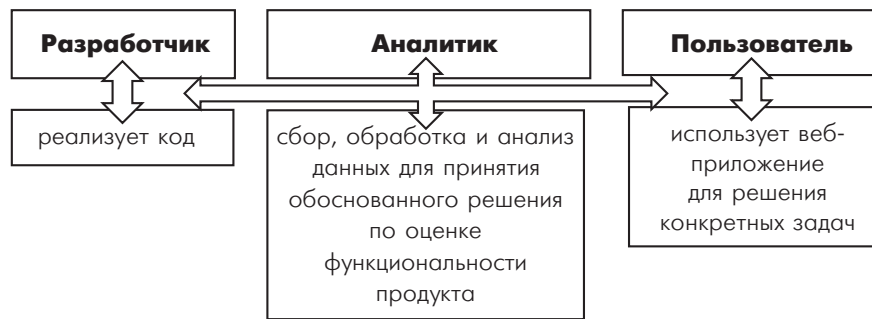 Разработчик
Аналитик
Пользователь
реализует код
сбор, обработка и анализ
данных для принятия
обоснованного решения
по оценке
функциональности
продукта
использует веб-
приложение
для решения
конкретных задач